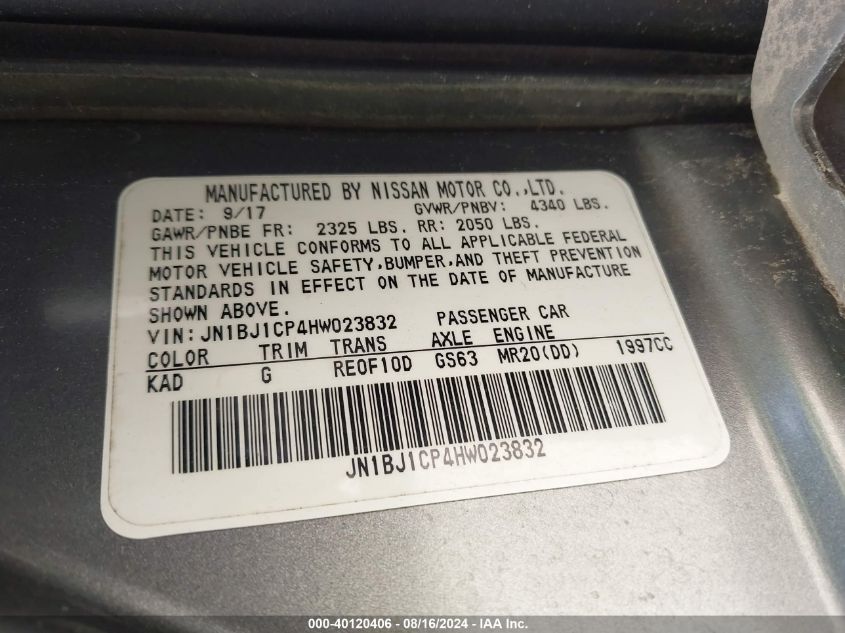 MANUFACTURED BY NISSAN MOTOR CO.,LTD.
DATE: 9/17 GVWR/PNBV: 4340 LBS.
GAWR/PNBE FR: 2325 LBS. RR: 2050 LBS.
THIS VEHICLE CONFORMS TO ALL APPLICABLE FEDERAL
MOTOR VEHICLE SAFETY,BUMPER,AND THEFT PREVENTION
STANDARDS IN EFFECT ON THE DATE OF MANUFACTURE
SHOWN ABOVE.
VIN: JN1BJ1CP4HW023832 PASSENGER CAR
COLOR TRIM TRANS AXLE ENGINE
KAD G RE0F10D GS63 MR20(DD) 1997CC
JN1BJ1CP4HW023832
000-40120406 - 08/16/2024 - IAA Inc.